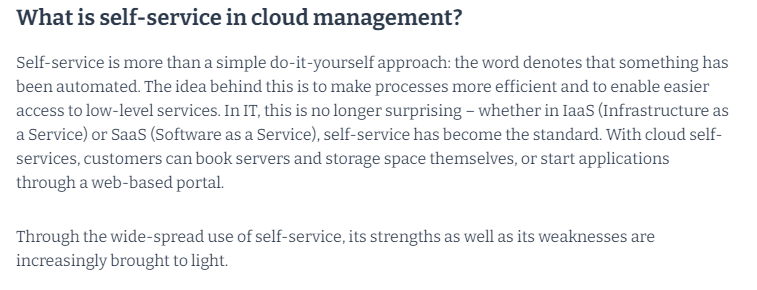 What is self-service in cloud management?
Self-service is more than a simple do-it-yourself approach: the word denotes that something has
been automated. The idea behind this is to make processes more efficient and to enable easier
access to low-level services. In IT, this is no longer surprising – whether in IaaS (Infrastructure as
a Service) or SaaS (Software as a Service), self-service has become the standard. With cloud self-
services, customers can book servers and storage space themselves, or start applications
through a web-based portal.
Through the wide-spread use of self-service, its strengths as well as its weaknesses are
increasingly brought to light.